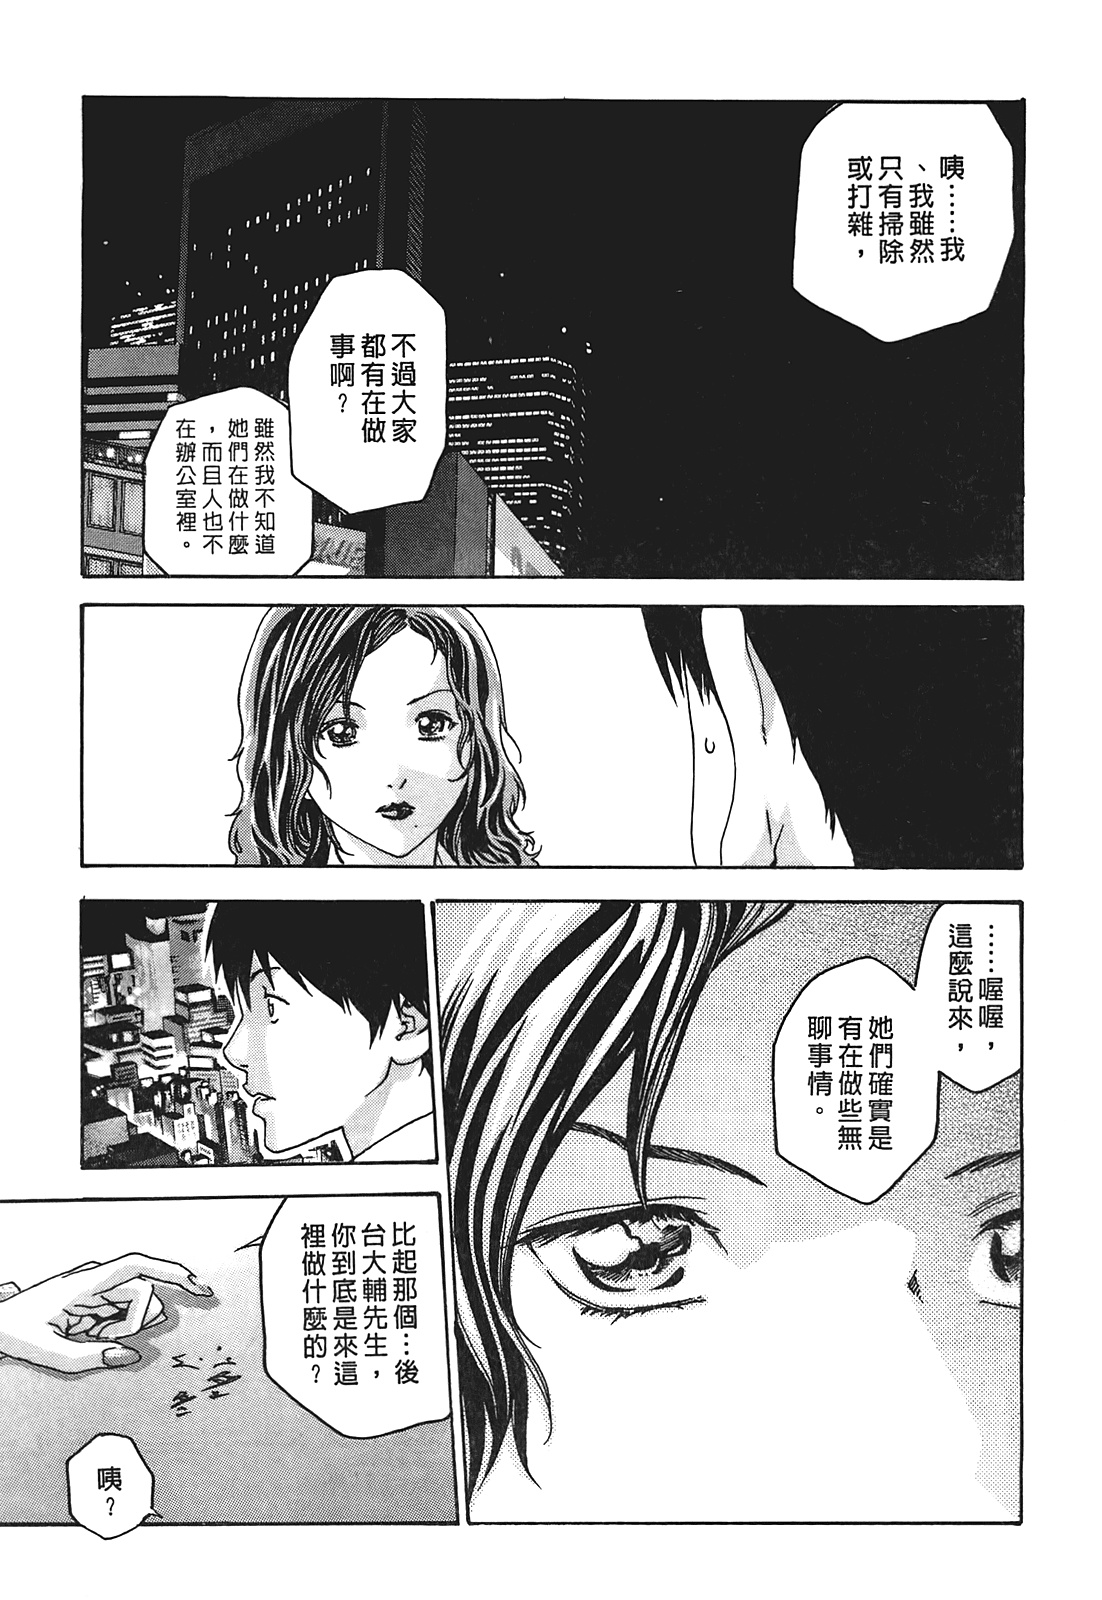 咦……我
、我雖然
只有掃除
或打雜，
不過大家
都有在做
事啊？
雖然我不知道
她們在做什麼
，而且人也不
在辦公室裡。
……喔喔，
這麼說來，
她們確實是
有在做些無
聊事情。
比起那個…後
台大輔先生，
你到底是來這
裡做什麼的？
咦？